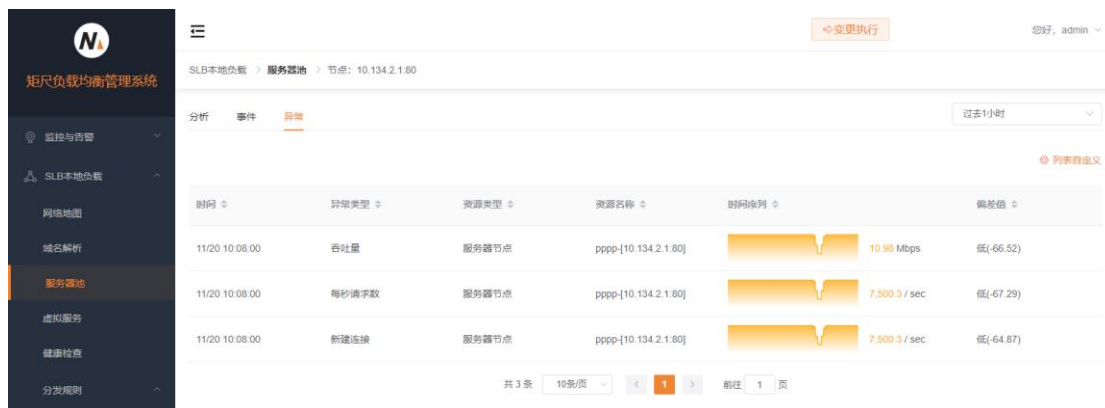 N
变更执行
您好，admin
矩尺负载均衡管理系统
SLB本地负载 > 服务器池 > 节点：10.134.2.1:80
分析 事件 异常 过去1小时
监控与告警
SLB本地负载
列表自定义
网络地图
域名解析
服务器池
虚拟服务
健康检查
分发规则
时间 异常类型 资源类型 资源名称 时间序列 偏差值
11/20 10:08:00 吞吐量 服务器节点 pppp-[10.134.2.1:80] 10.98 Mbps 低(-66.52)
11/20 10:08:00 每秒请求数 服务器节点 pppp-[10.134.2.1:80] 7,500.3 / sec 低(-67.29)
11/20 10:08:00 新建连接 服务器节点 pppp-[10.134.2.1:80] 7,500.3 / sec 低(-64.87)
共 3 条 10条/页 < 1 > 前往 1 页